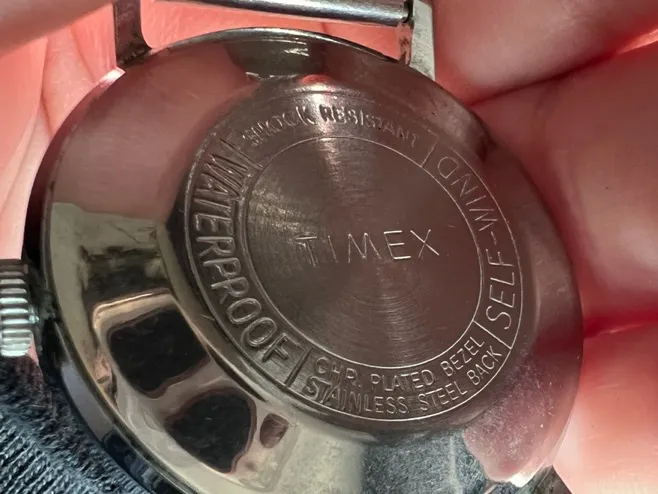 TIMEX
SHOCK RESISTANT
SELF-WIND
CHR. PLATED BEZEL
STAINLESS STEEL BACK
WATERPROOF